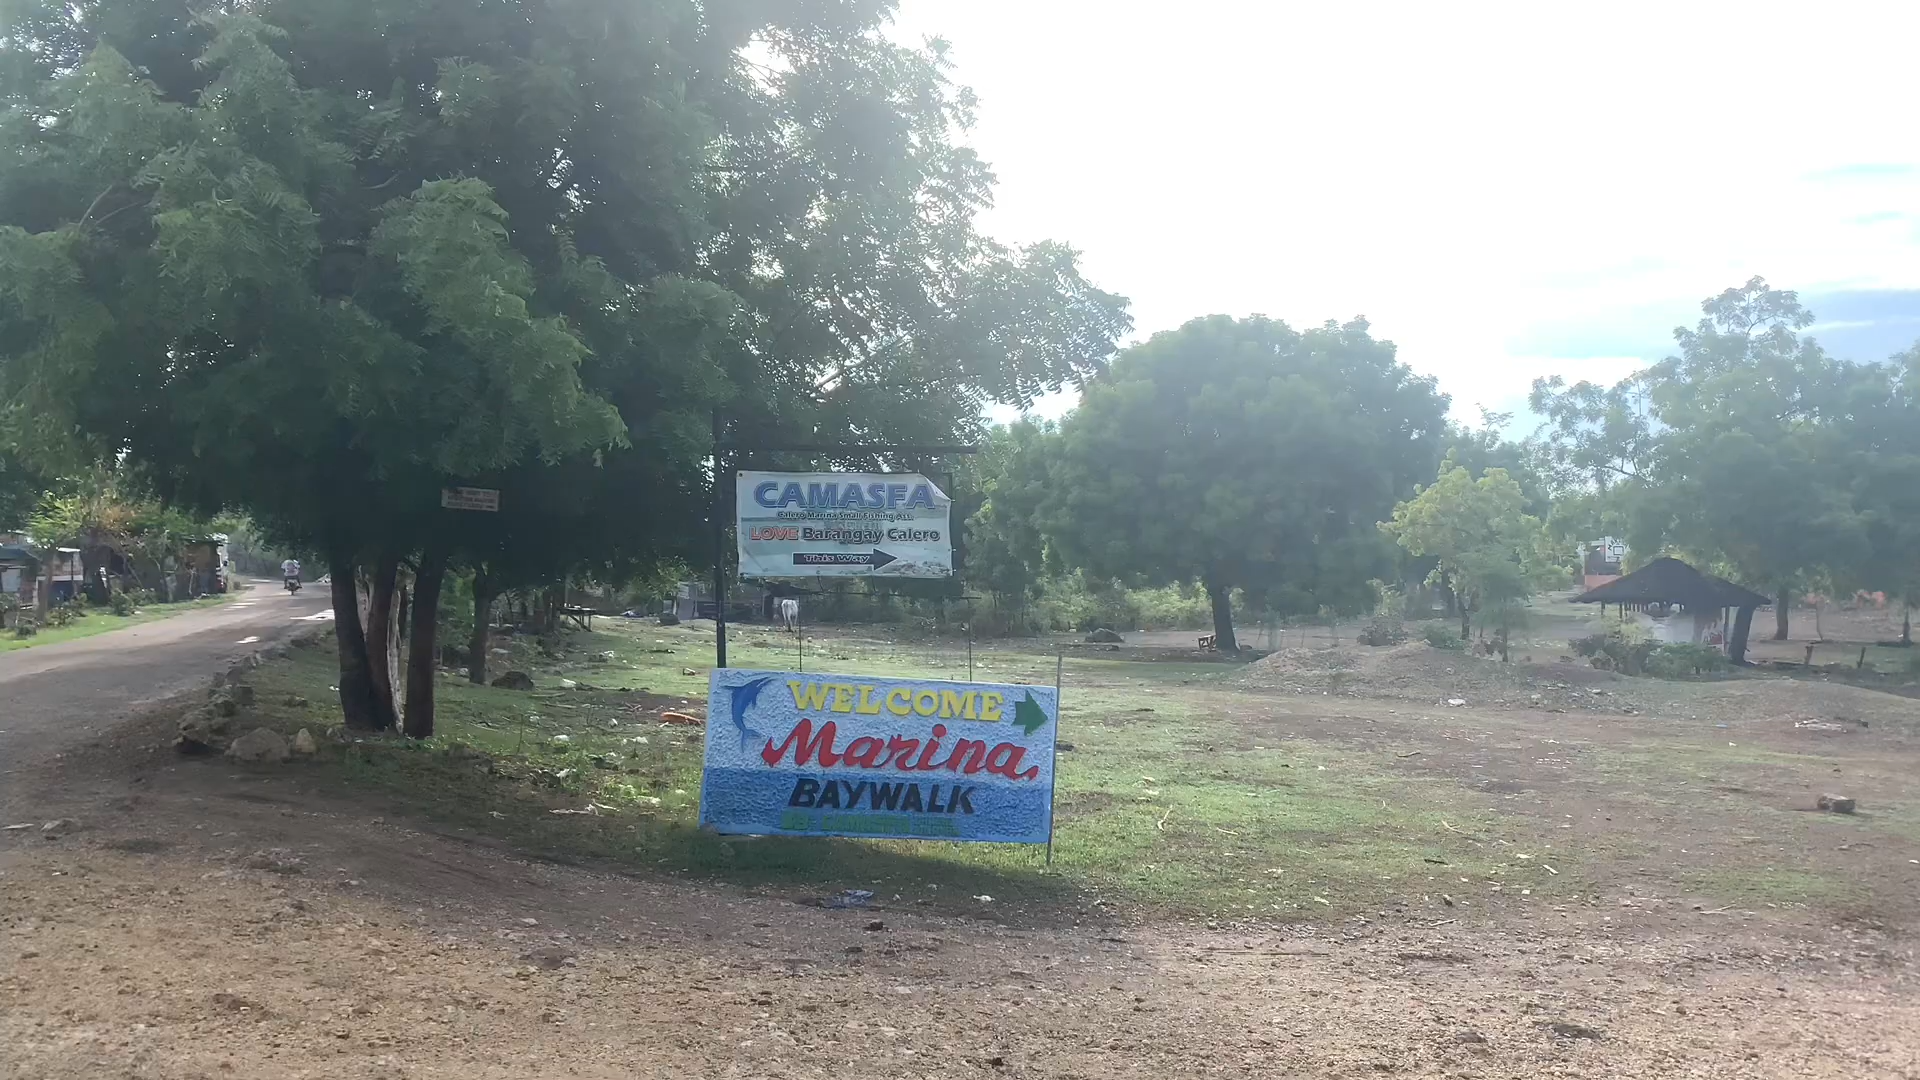 CAMASFA
Calero Marina Small Fishing Ass.
LOVE Barangay Calero
This Way
WELCOME
Marina
BAYWALK